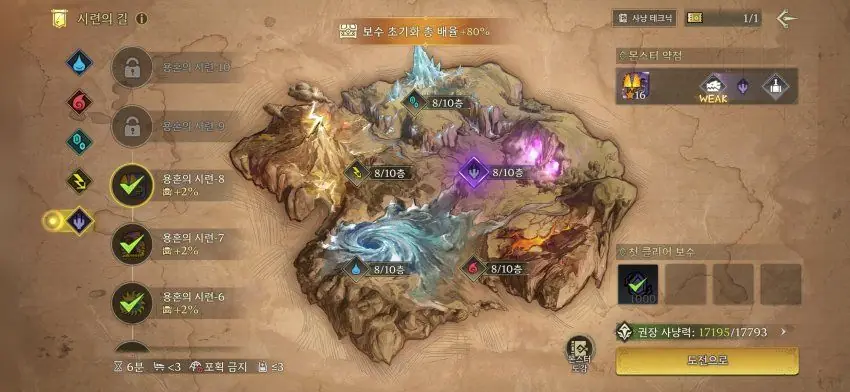 시련의 길
보수 초기화 총 배율 +80%
사냥 테크닉
1/1
용혼의 시련-10
용혼의 시련-9
용혼의 시련-8
+2%
용혼의 시련-7
+2%
용혼의 시련-6
+2%
8/10층
8/10층
8/10층
8/10층
8/10층
몬스터 약점
16
WEAK
첫 클리어 보수
1000
권장 사냥력: 17195/17793
몬스터
도감
도전으로
6분
<3
포획 금지
≤3